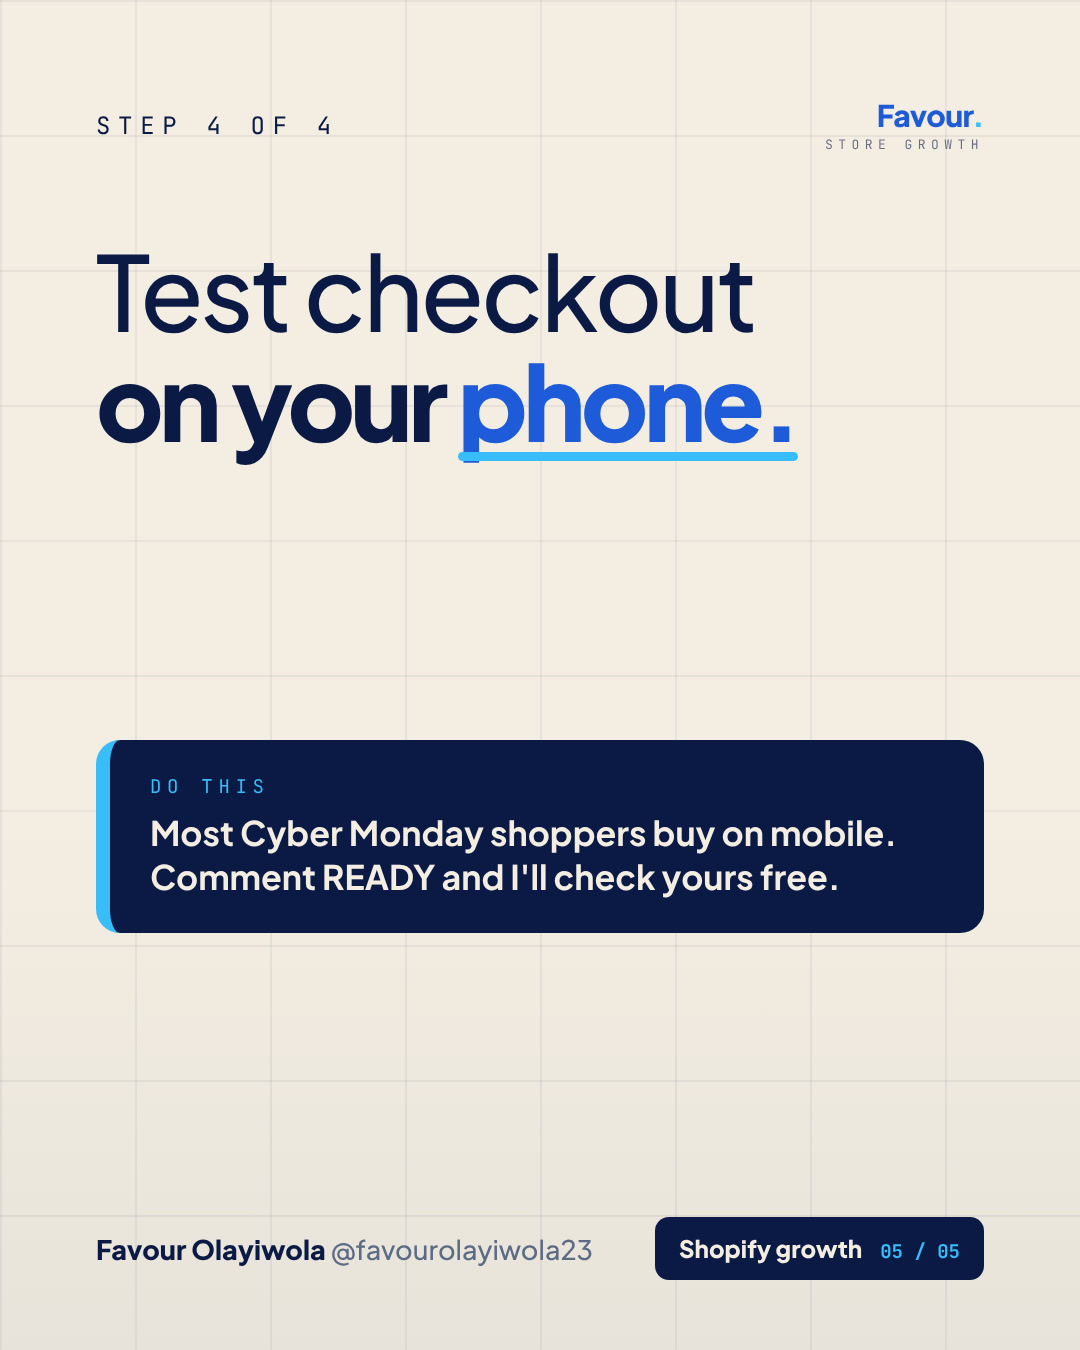 STEP 4 OF 4
Favour.
STORE GROWTH
Test checkout
on your phone.
DO THIS
Most Cyber Monday shoppers buy on mobile.
Comment READY and I'll check yours free.
Favour Olayiwola @favourolayiwola23
Shopify growth 05 / 05